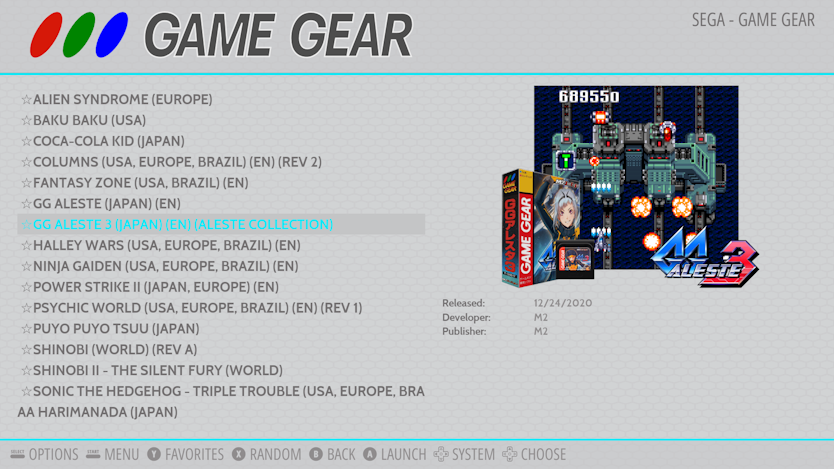 GAME GEAR
SEGA - GAME GEAR
☆ALIEN SYNDROME (EUROPE)
☆BAKU BAKU (USA)
☆COCA-COLA KID (JAPAN)
☆COLUMNS (USA, EUROPE, BRAZIL) (EN) (REV 2)
☆FANTASY ZONE (USA, BRAZIL) (EN)
☆GG ALESTE (JAPAN) (EN)
☆GG ALESTE 3 (JAPAN) (EN) (ALESTE COLLECTION)
☆HALLEY WARS (USA, EUROPE, BRAZIL) (EN)
☆NINJA GAIDEN (USA, EUROPE, BRAZIL) (EN)
☆POWER STRIKE II (JAPAN, EUROPE) (EN)
☆PSYCHIC WORLD (USA, EUROPE, BRAZIL) (EN) (REV 1)
☆PUYO PUYO TSUU (JAPAN)
☆SHINOBI (WORLD) (REV A)
☆SHINOBI II - THE SILENT FURY (WORLD)
☆SONIC THE HEDGEHOG - TRIPLE TROUBLE (USA, EUROPE, BRA
AA HARIMANADA (JAPAN)
689550
T
GAME GEAR
GGアレスタ3
GAME GEAR
GG
ALESTE 3
Released: 12/24/2020
Developer: M2
Publisher: M2
SELECT OPTIONS START MENU Y FAVORITES X RANDOM B BACK A LAUNCH SYSTEM CHOOSE